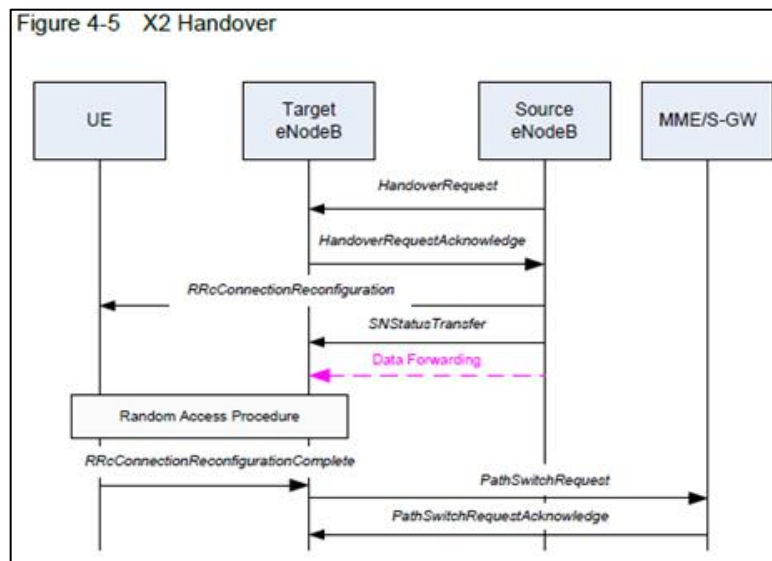 Figure 4-5 X2 Handover
UE
Target
eNodeB
Source
eNodeB
MME/S-GW
HandoverRequest
HandoverRequestAcknowledge
RRcConnectionReconfiguration
SNStatusTransfer
Data Forwarding
Random Access Procedure
RRcConnectionReconfigurationComplete
PathSwitchRequest
PathSwitchRequestAcknowledge